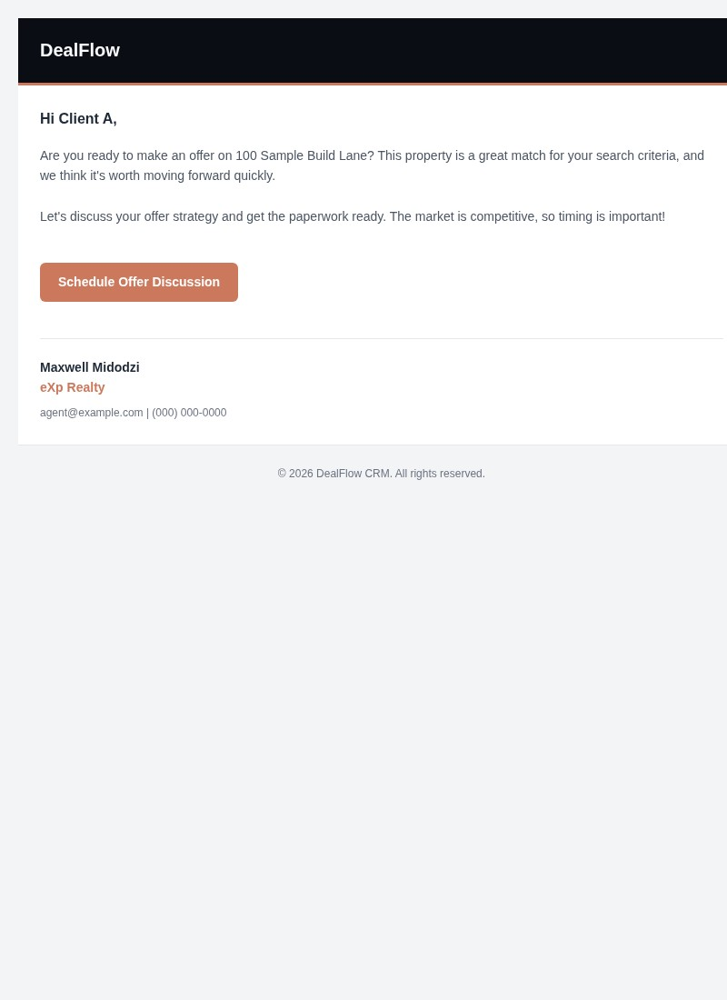 DealFlow
Hi Client A,
Are you ready to make an offer on 100 Sample Build Lane? This property is a great match for your search criteria, and
we think it's worth moving forward quickly.
Let's discuss your offer strategy and get the paperwork ready. The market is competitive, so timing is important!
Schedule Offer Discussion
Maxwell Midodzi
eXp Realty
agent@example.com | (000) 000-0000
© 2026 DealFlow CRM. All rights reserved.